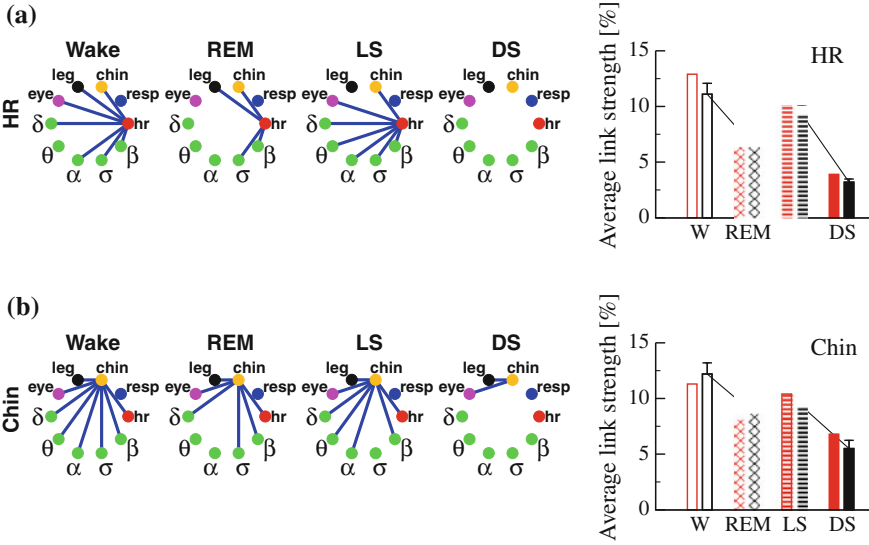 (a)
Wake REM LS DS
HR
leg chin resp hr β σ α θ δ eye
leg chin resp hr β σ α θ δ eye
leg chin resp hr β σ α θ δ eye
leg chin resp hr β σ α θ δ eye
Average link strength [%]
15
10
5
0
HR
W REM DS
(b)
Wake REM LS DS
Chin
leg chin resp hr β σ α θ δ eye
leg chin resp hr β σ α θ δ eye
leg chin resp hr β σ α θ δ eye
leg chin resp hr β σ α θ δ eye
Average link strength [%]
15
10
5
0
Chin
W REM LS DS